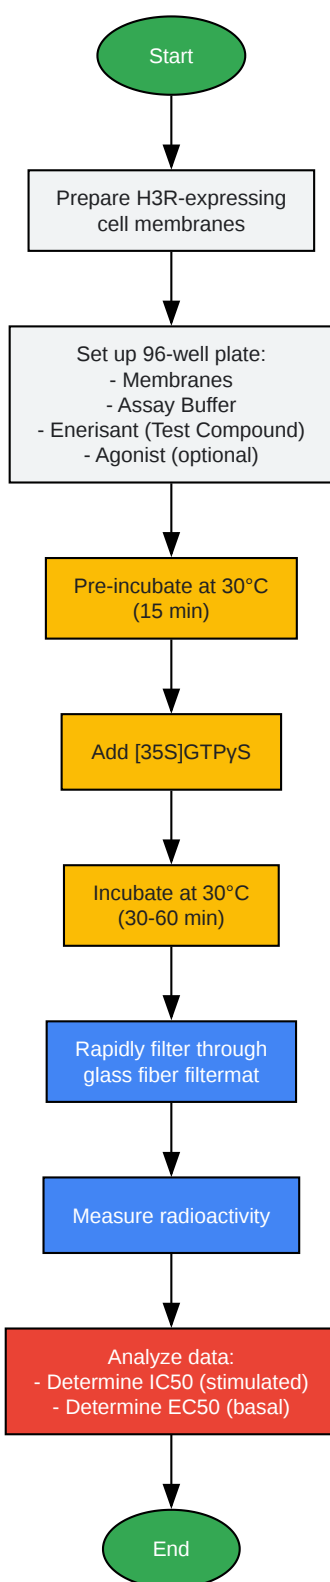 Start
Prepare H3R-expressing
cell membranes
Set up 96-well plate:
- Membranes
- Assay Buffer
- Enerisant (Test Compound)
- Agonist (optional)
Pre-incubate at 30°C
(15 min)
Add [35S]GTPγS
Incubate at 30°C
(30-60 min)
Rapidly filter through
glass fiber filtermat
Measure radioactivity
Analyze data:
- Determine IC50 (stimulated)
- Determine EC50 (basal)
End